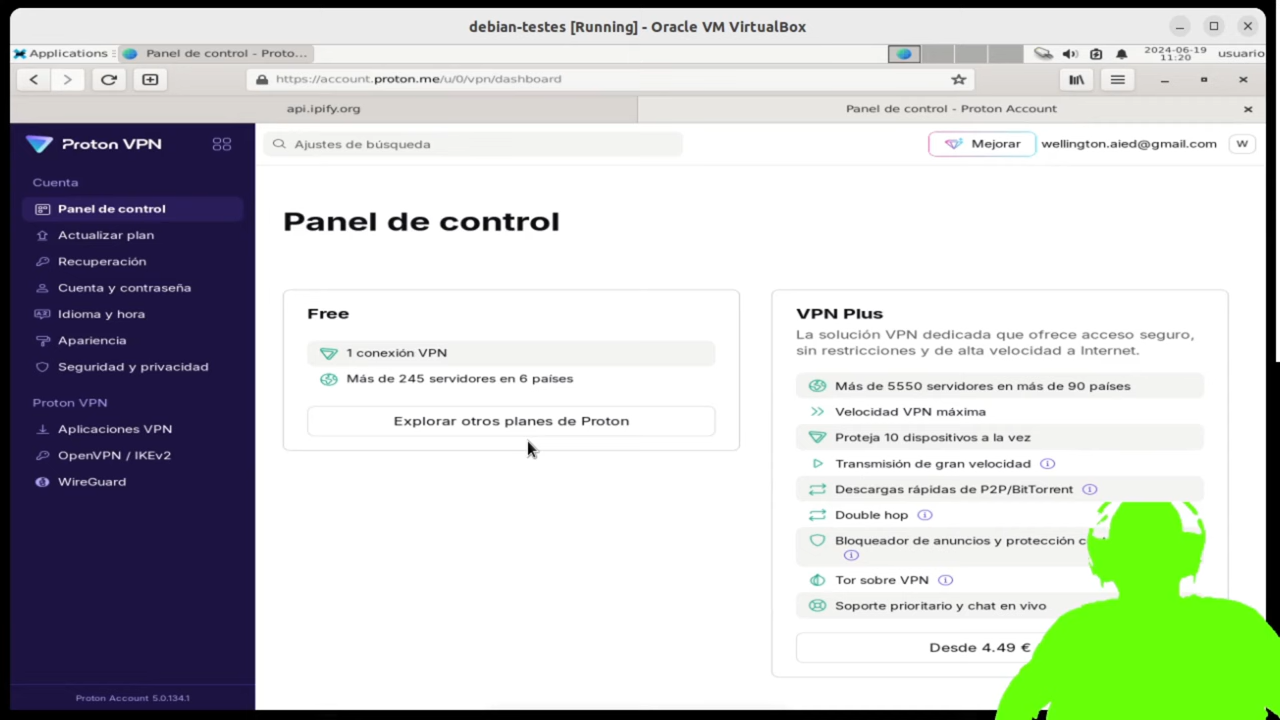 debian-testes [Running] - Oracle VM VirtualBox
Applications
Panel de control - Proto...
2024-06-19
11:20
usuario
https://account.proton.me/u/0/vpn/dashboard
api.ipify.org
Panel de control - Proton Account
Proton VPN
Ajustes de búsqueda
Mejorar
wellington.aied@gmail.com
W
Cuenta
Panel de control
Actualizar plan
Recuperación
Cuenta y contraseña
Idioma y hora
Apariencia
Seguridad y privacidad
Proton VPN
Aplicaciones VPN
OpenVPN / IKEv2
WireGuard
Proton Account 5.0.134.1
Panel de control
Free
1 conexión VPN
Más de 245 servidores en 6 países
Explorar otros planes de Proton
VPN Plus
La solución VPN dedicada que ofrece acceso seguro,
sin restricciones y de alta velocidad a Internet.
Más de 5550 servidores en más de 90 países
Velocidad VPN máxima
Proteja 10 dispositivos a la vez
Transmisión de gran velocidad
Descargas rápidas de P2P/BitTorrent
Double hop
Bloqueador de anuncios y protección
Tor sobre VPN
Soporte prioritario y chat en vivo
Desde 4.49 €